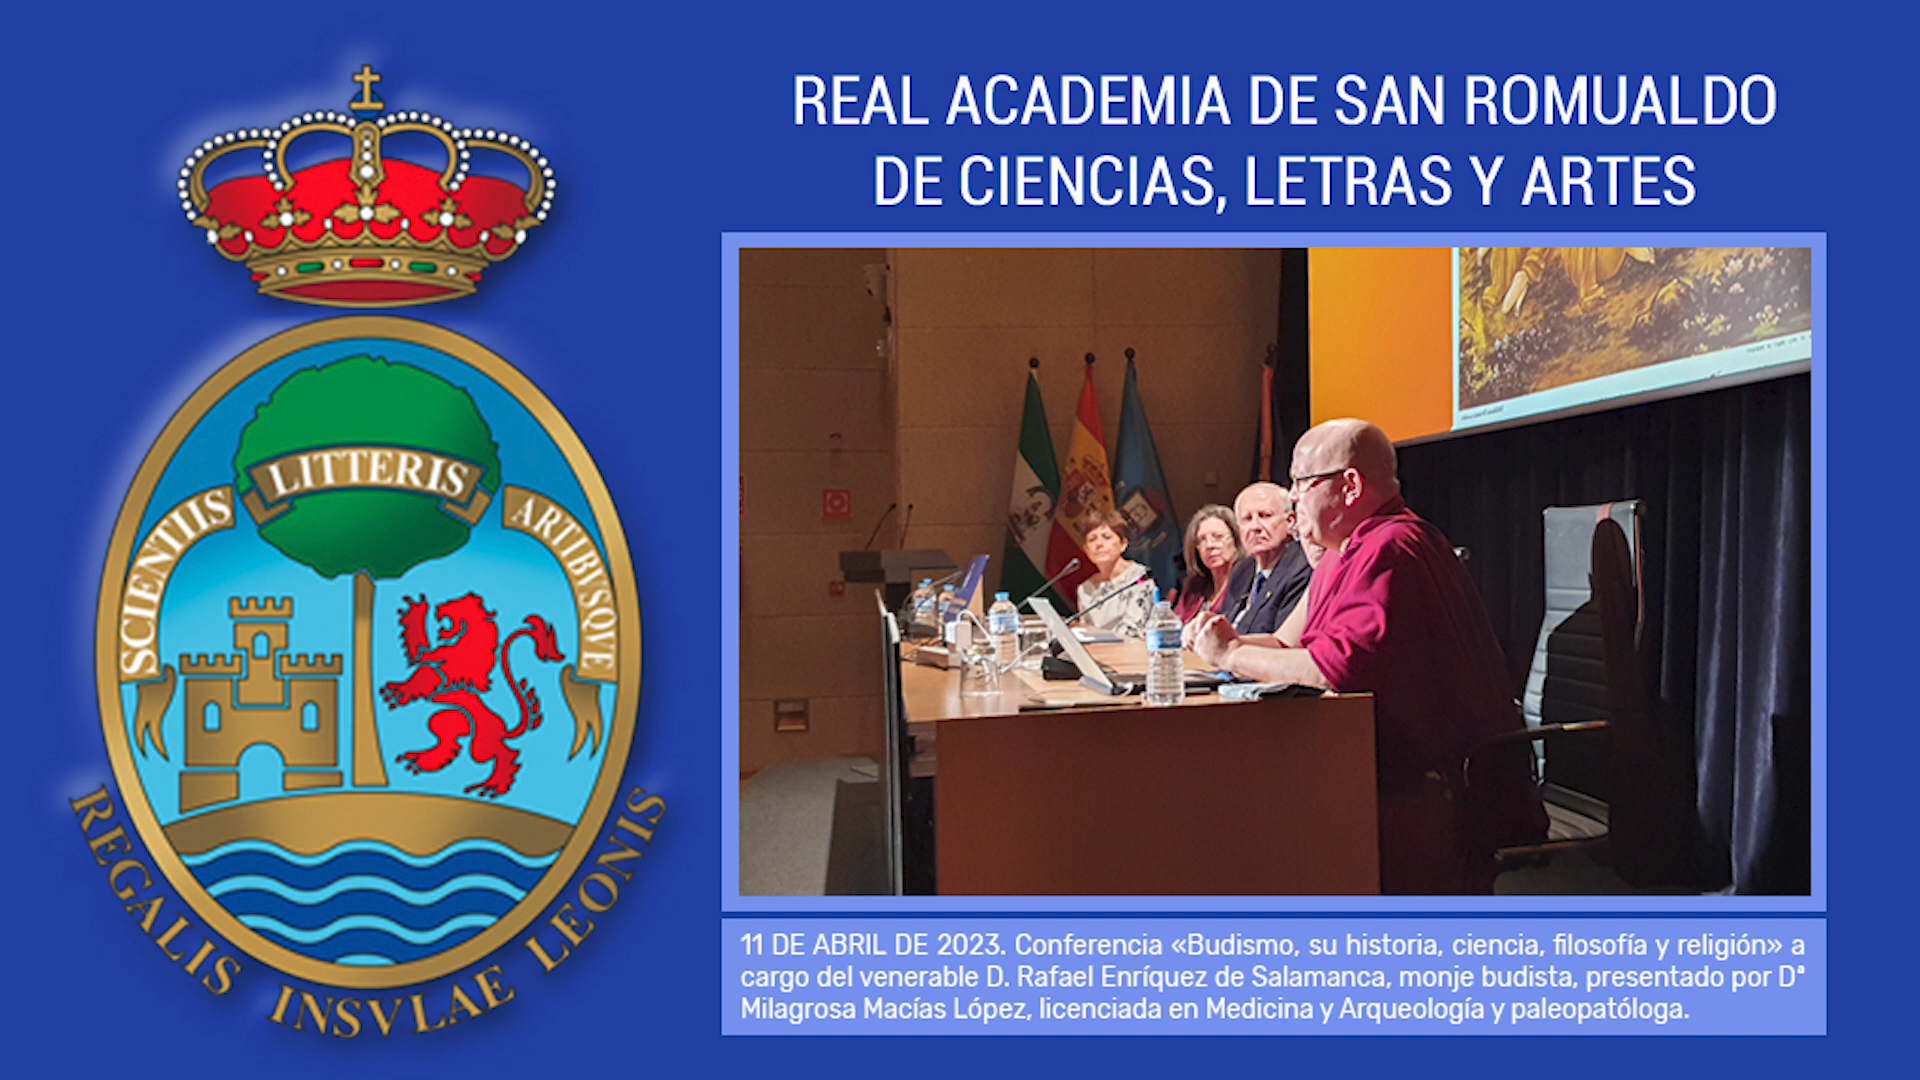 REAL ACADEMIA DE SAN ROMUALDO
DE CIENCIAS, LETRAS Y ARTES
SCIENTIIS
LITTERIS
ARTIBVSQVE
REGALIS INSVLAE LEONIS
11 DE ABRIL DE 2023. Conferencia «Budismo, su historia, ciencia, filosofía y religión» a
cargo del venerable D. Rafael Enríquez de Salamanca, monje budista, presentado por Dª
Milagrosa Macías López, licenciada en Medicina y Arqueología y paleopatóloga.